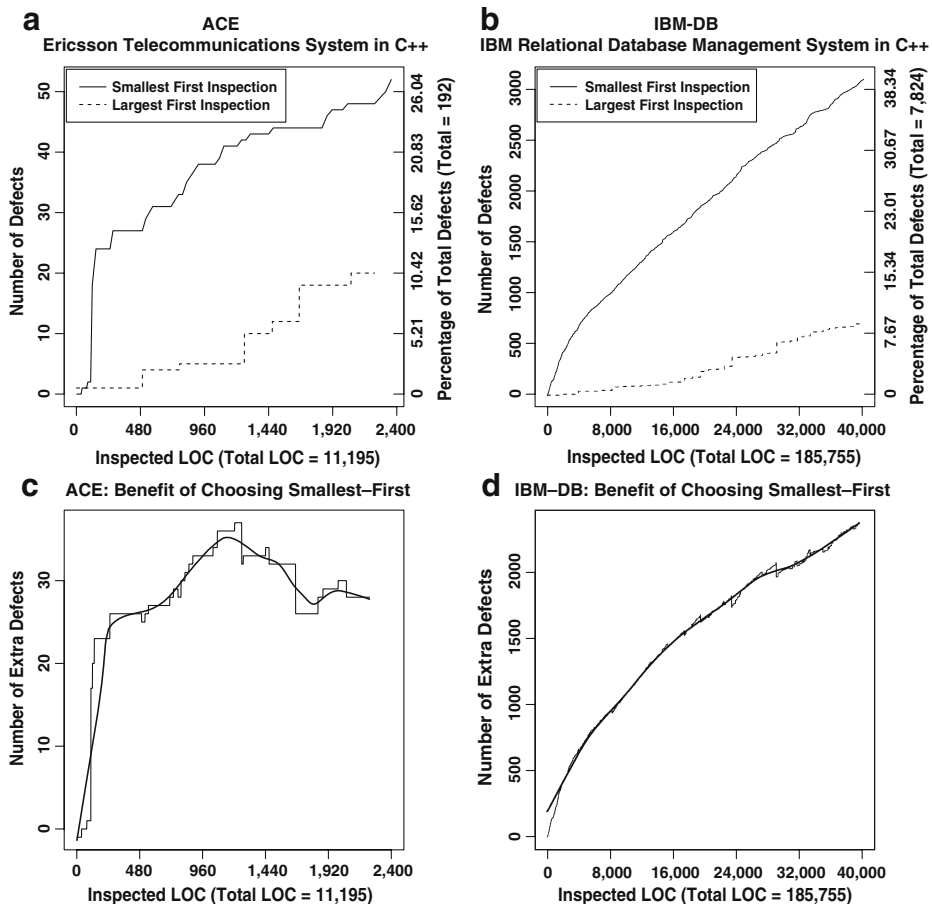 a
ACE
Ericsson Telecommunications System in C++
Smallest First Inspection
Largest First Inspection
Number of Defects
0
10
20
30
40
50
Percentage of Total Defects (Total = 192)
0
5.21
10.42
15.62
20.83
26.04
0
480
960
1,440
1,920
2,400
Inspected LOC (Total LOC = 11,195)
b
IBM-DB
IBM Relational Database Management System in C++
Smallest First Inspection
Largest First Inspection
Number of Defects
0
500
1000
1500
2000
2500
3000
Percentage of Total Defects (Total = 7,824)
0
7.67
15.34
23.01
30.67
38.34
0
8,000
16,000
24,000
32,000
40,000
Inspected LOC (Total LOC = 185,755)
c
ACE: Benefit of Choosing Smallest–First
Number of Extra Defects
0
10
20
30
0
480
960
1,440
1,920
2,400
Inspected LOC (Total LOC = 11,195)
d
IBM–DB: Benefit of Choosing Smallest–First
Number of Extra Defects
0
500
1000
1500
2000
0
8,000
16,000
24,000
32,000
40,000
Inspected LOC (Total LOC = 185,755)